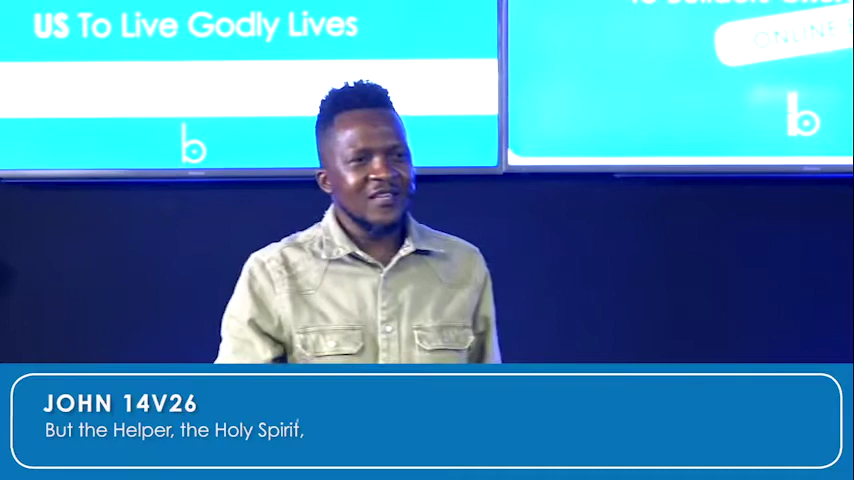 US To Live Godly Lives
ONLINE
b
b
JOHN 14V26
But the Helper, the Holy Spirit,